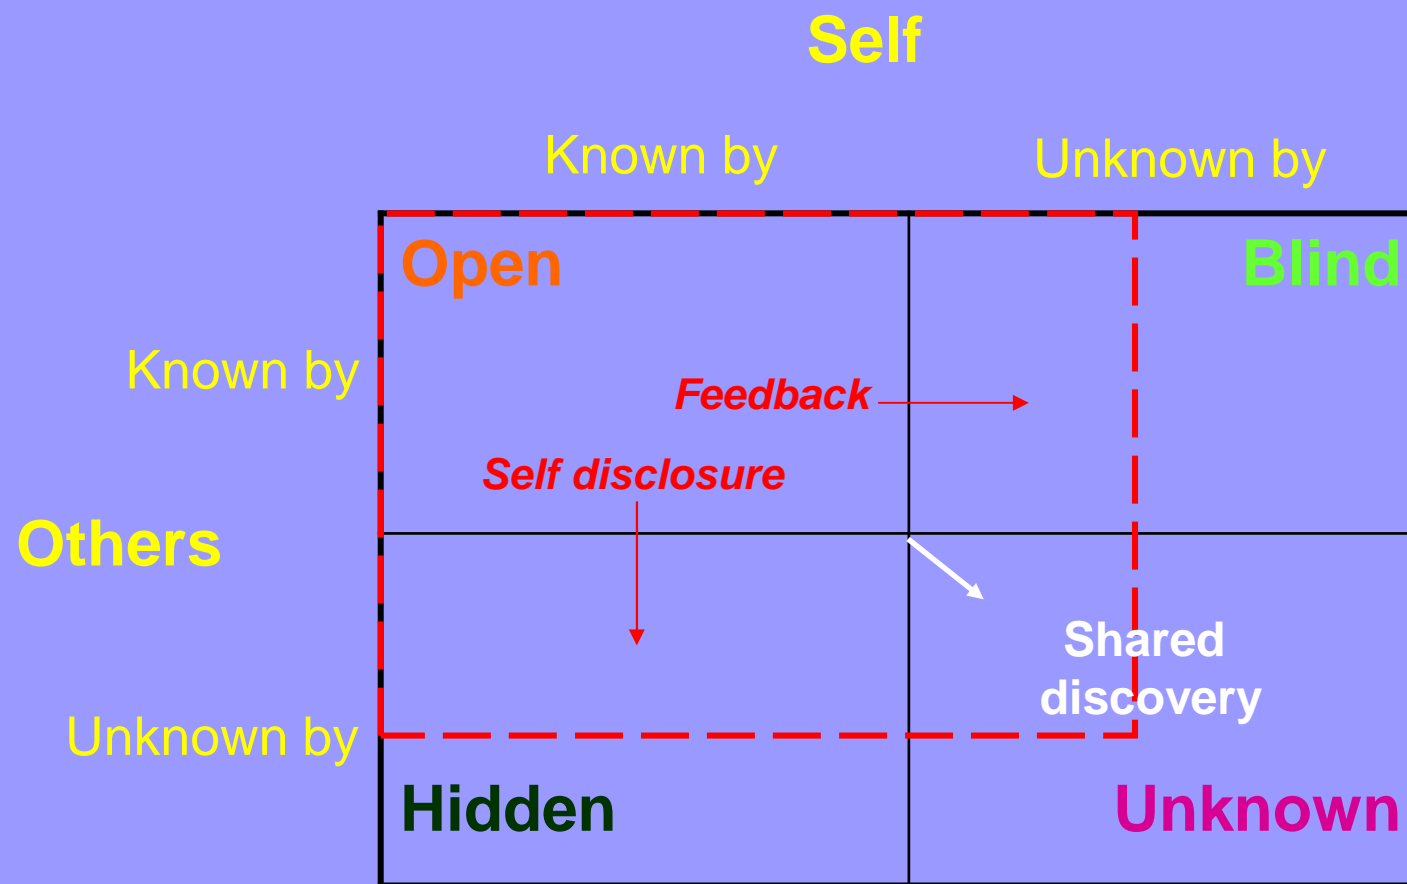 Self
Known by
Unknown by
Open
Blind
Known by
Feedback
Self disclosure
Others
Shared
discovery
Unknown by
Hidden
Unknown